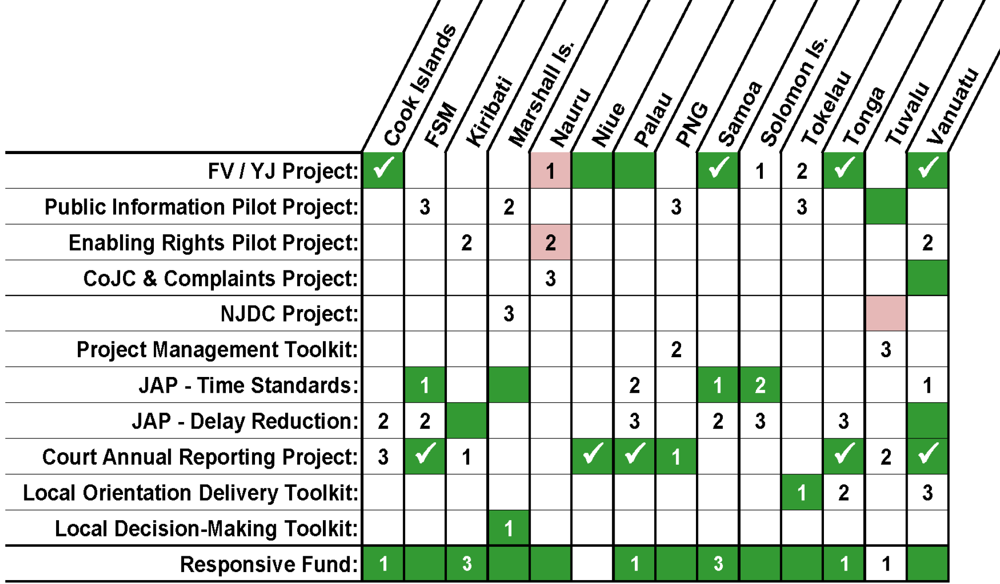 Cook Islands
FSM
Kiribati
Marshall Is.
Nauru
Niue
Palau
PNG
Samoa
Solomon Is.
Tokelau
Tonga
Tuvalu
Vanuatu
FV / YJ Project: ✓ 1 ✓ 1 2 ✓ ✓
Public Information Pilot Project: 3 2 3 3
Enabling Rights Pilot Project: 2 2 2
CoJC & Complaints Project: 3
NJDC Project: 3
Project Management Toolkit: 2 3
JAP - Time Standards: 1 2 1 2 1
JAP - Delay Reduction: 2 2 3 2 3 3
Court Annual Reporting Project: 3 ✓ 1 ✓ ✓ 1 ✓ 2 ✓
Local Orientation Delivery Toolkit: 1 2 3
Local Decision-Making Toolkit: 1
Responsive Fund: 1 3 1 3 1 1